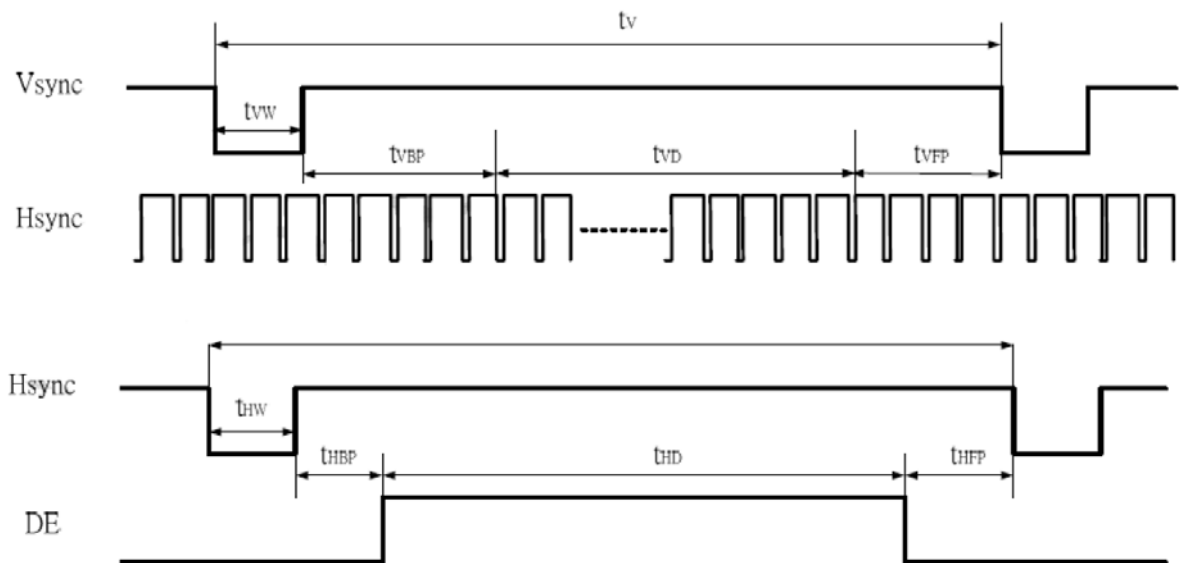 tV
Vsync
tVW
tVBP tVD tVFP
Hsync
Hsync
tHW
tHBP tHD tHFP
DE